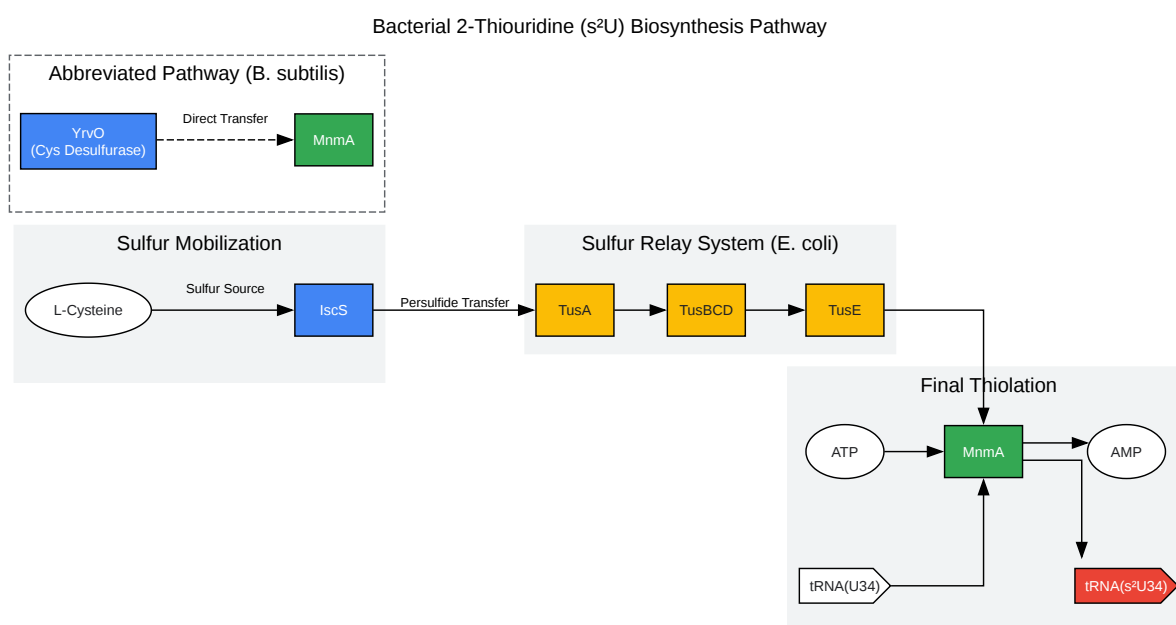 Bacterial 2-Thiouridine (s²U) Biosynthesis Pathway
Abbreviated Pathway (B. subtilis)
YrvO
(Cys Desulfurase)
Direct Transfer
MnmA
Sulfur Mobilization
L-Cysteine
Sulfur Source
IscS
Persulfide Transfer
Sulfur Relay System (E. coli)
TusA
TusBCD
TusE
Final Thiolation
ATP
MnmA
AMP
tRNA(U34)
tRNA(s²U34)